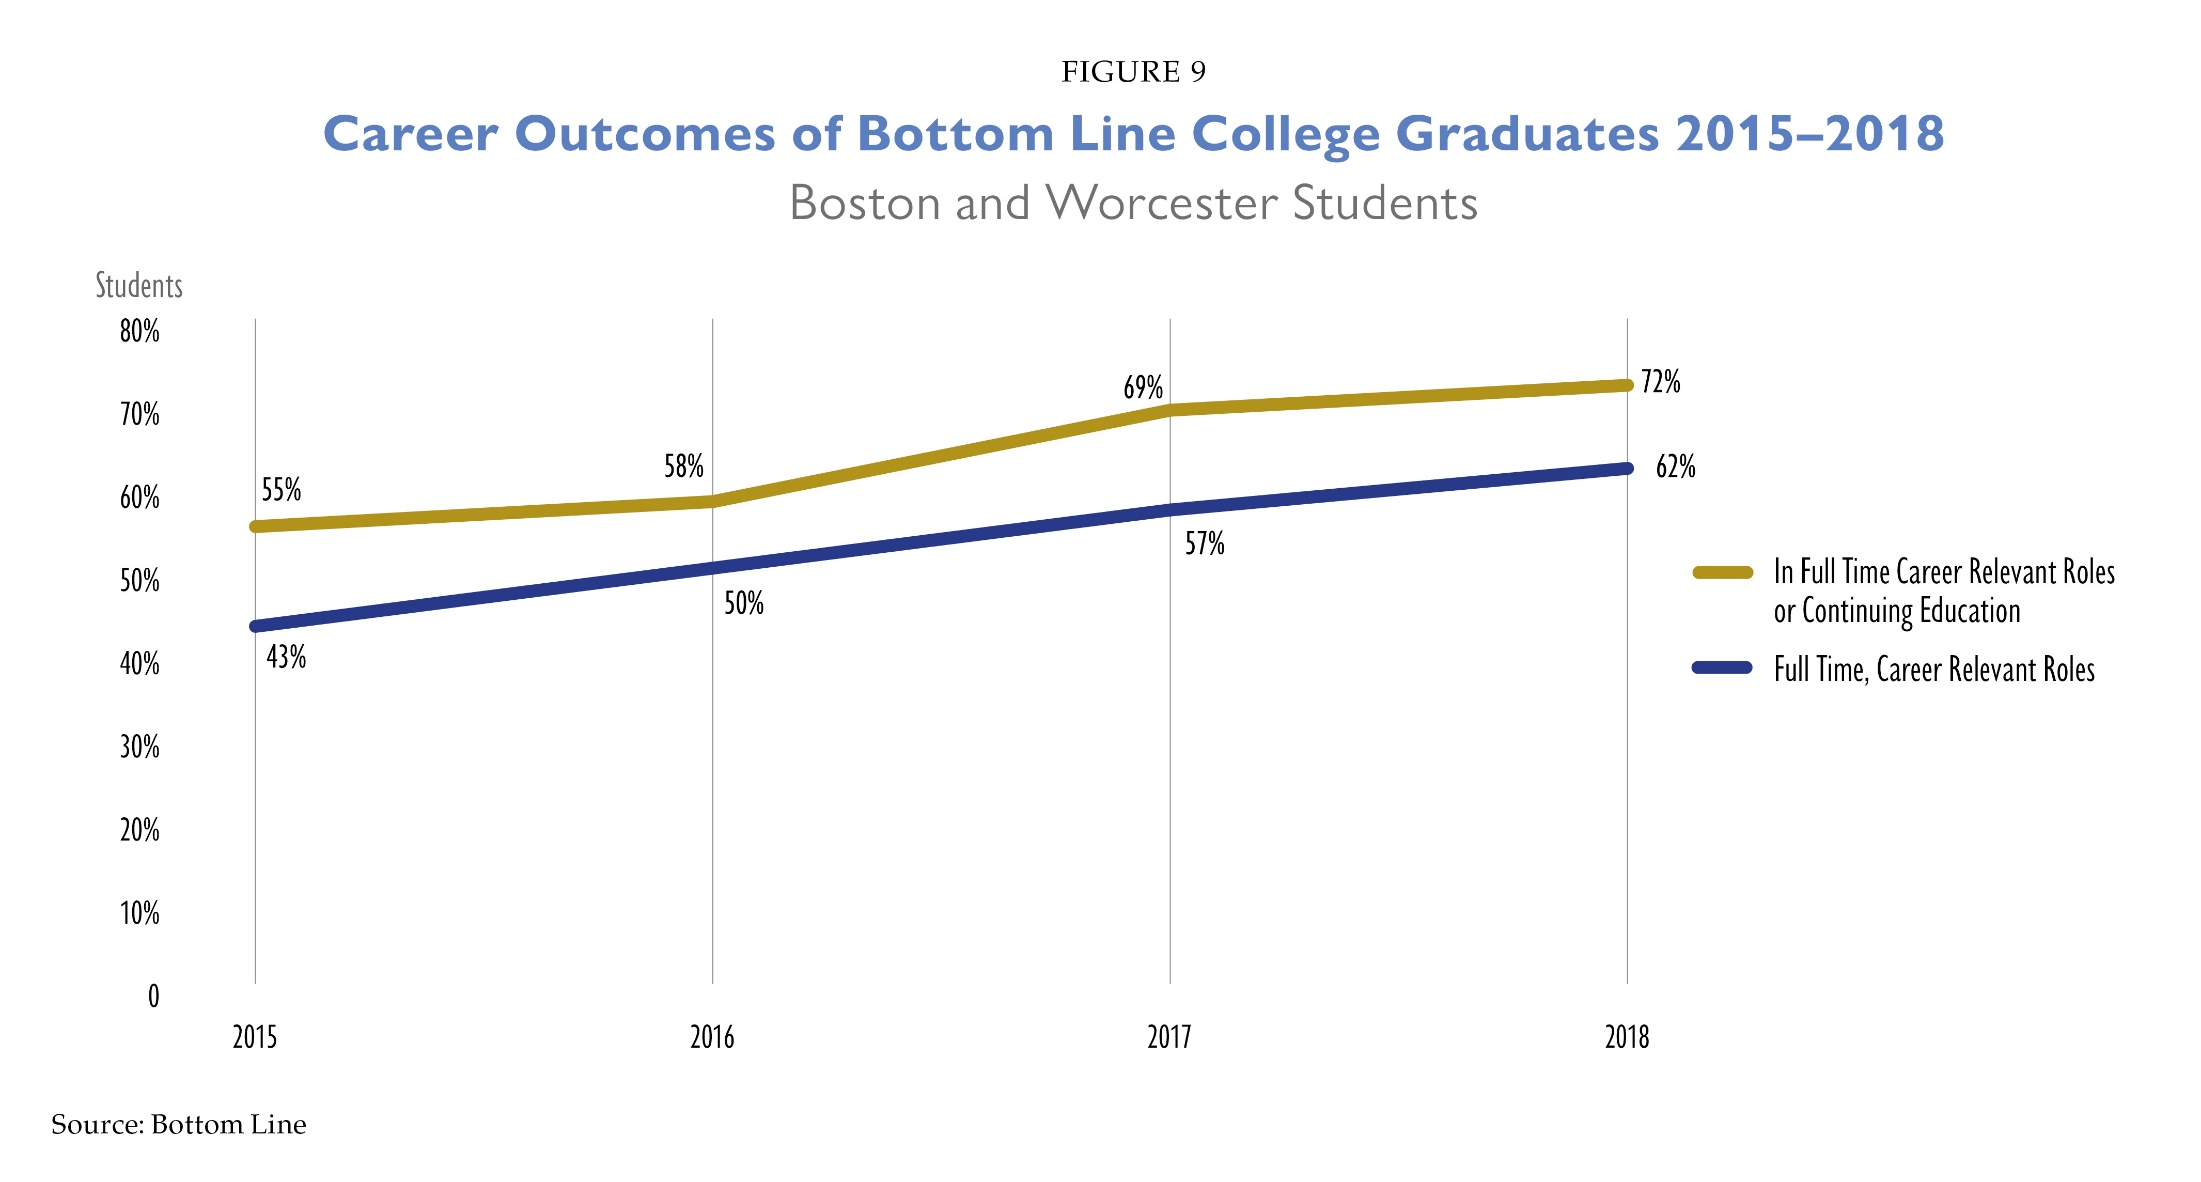 FIGURE 9
Career Outcomes of Bottom Line College Graduates 2015–2018
Boston and Worcester Students
Students
80%
70%
60%
50%
40%
30%
20%
10%
0
55%
58%
69%
72%
43%
50%
57%
62%
In Full Time Career Relevant Roles
or Continuing Education
Full Time, Career Relevant Roles
2015
2016
2017
2018
Source: Bottom Line